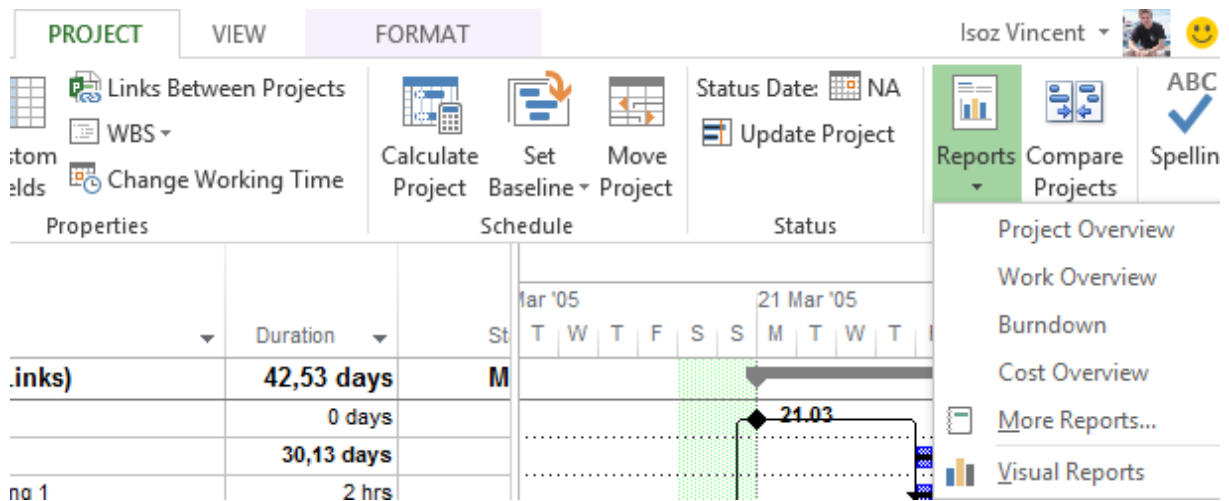 PROJECT VIEW FORMAT Isoz Vincent
Links Between Projects
WBS
Change Working Time
stom
elds
Properties
Calculate
Project
Set
Baseline
Move
Project
Schedule
Status Date: NA
Update Project
Status
Reports
Compare
Projects
ABC
Spellin
Project Overview
Work Overview
Burndown
Cost Overview
More Reports...
Visual Reports
Mar '05 21 Mar '05
Duration St T W T F S S M T W T
Links) 42,53 days M
0 days 21.03
30,13 days
ng 1 2 hrs